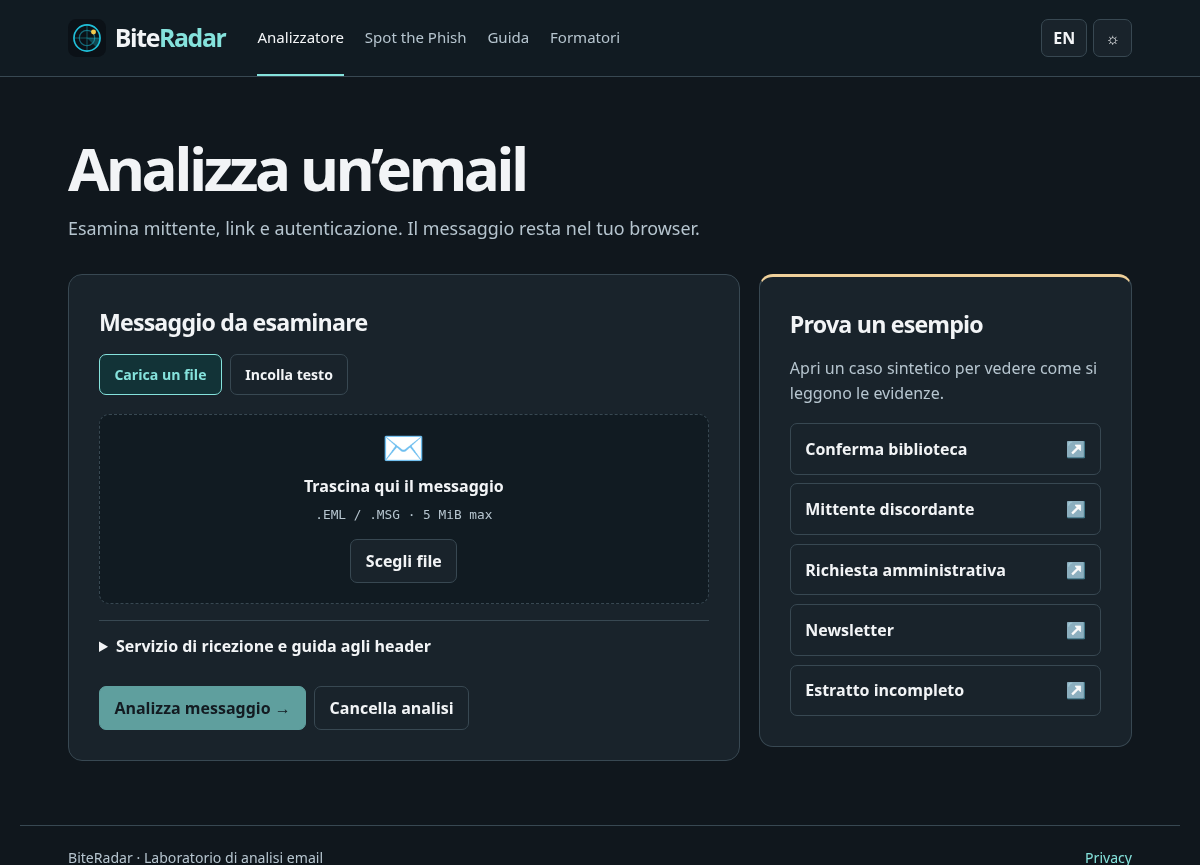 BiteRadar
Analizzatore
Spot the Phish
Guida
Formatori
EN
Analizza un’email
Esamina mittente, link e autenticazione. Il messaggio resta nel tuo browser.
Messaggio da esaminare
Carica un file
Incolla testo
Trascina qui il messaggio
.EML / .MSG · 5 MiB max
Scegli file
Servizio di ricezione e guida agli header
Analizza messaggio →
Cancella analisi
Prova un esempio
Apri un caso sintetico per vedere come si
leggono le evidenze.
Conferma biblioteca
Mittente discordante
Richiesta amministrativa
Newsletter
Estratto incompleto
BiteRadar · Laboratorio di analisi email
Privacy